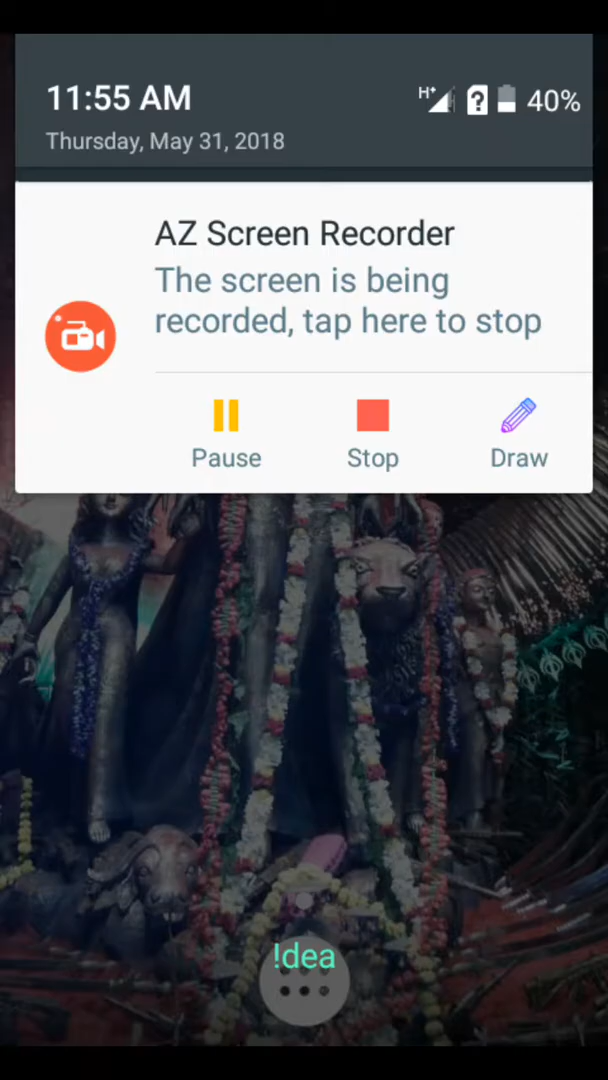 11:55 AM
H+ ? 40%
Thursday, May 31, 2018
AZ Screen Recorder
The screen is being
recorded, tap here to stop
Pause Stop Draw
!dea